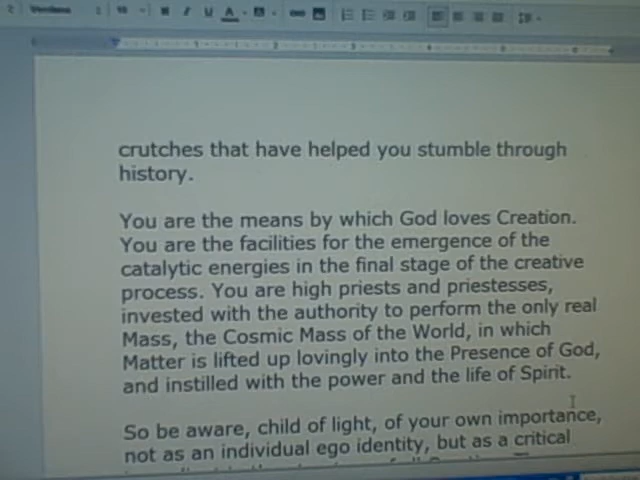 Verdana
crutches that have helped you stumble through
history.
You are the means by which God loves Creation.
You are the facilities for the emergence of the
catalytic energies in the final stage of the creative
process. You are high priests and priestesses,
invested with the authority to perform the only real
Mass, the Cosmic Mass of the World, in which
Matter is lifted up lovingly into the Presence of God,
and instilled with the power and the life of Spirit.
So be aware, child of light, of your own importance,
not as an individual ego identity, but as a critical